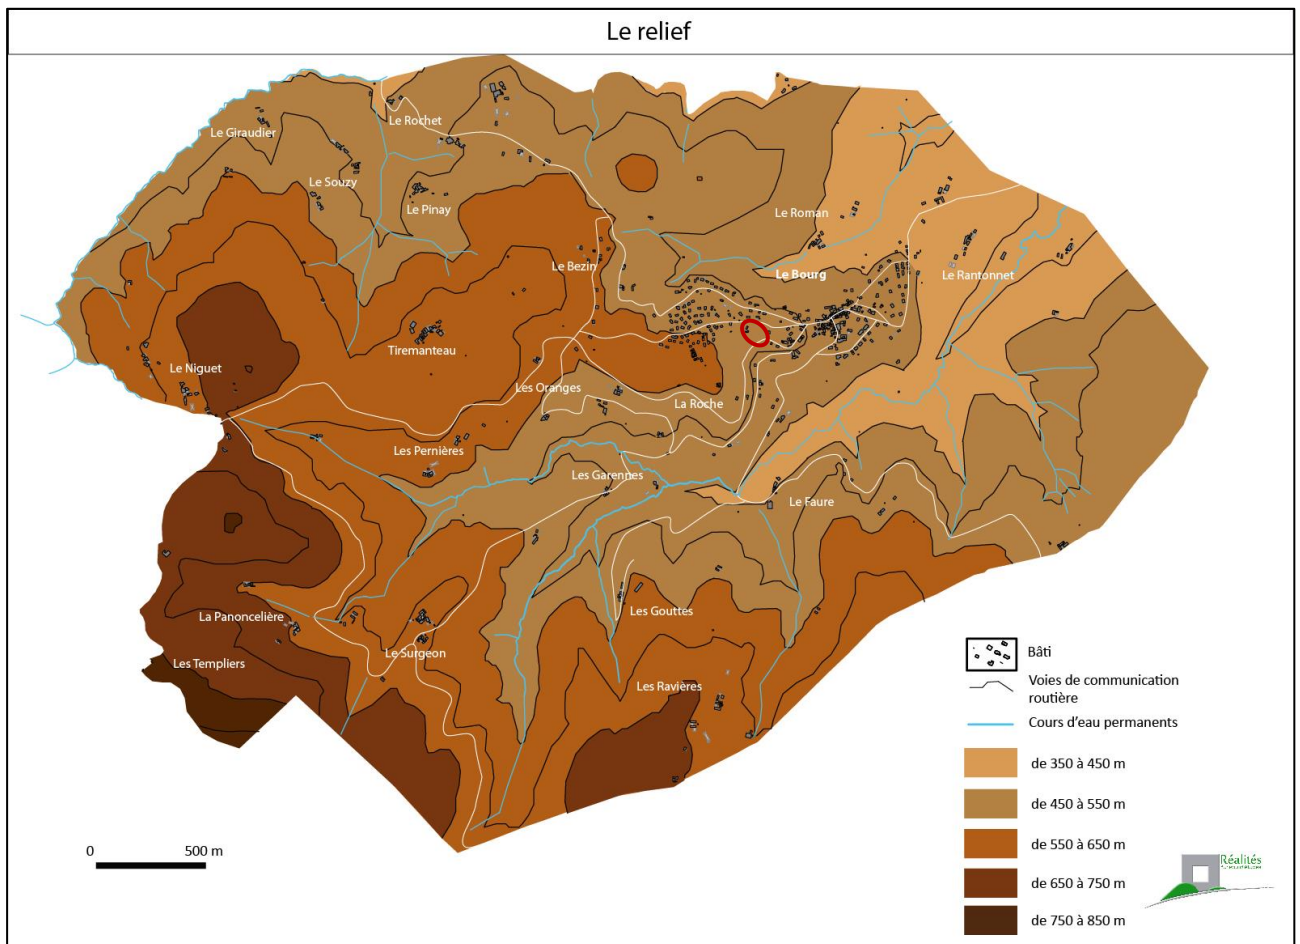 Le relief
Le Rochet
Le Giraudier
Le Souzy
Le Pinay
Le Roman
Le Bezin
Le Bourg
Le Rantonnet
Tiremanteau
Le Niguet
Les Oranges
La Roche
Les Pernières
Les Garennes
Le Faure
La Panoncelière
Les Gouttes
Le Surgeon
Les Templiers
Les Ravières
Bâti
Voies de communication
routière
Cours d'eau permanents
de 350 à 450 m
de 450 à 550 m
de 550 à 650 m
de 650 à 750 m
de 750 à 850 m
0 500 m
Réalités